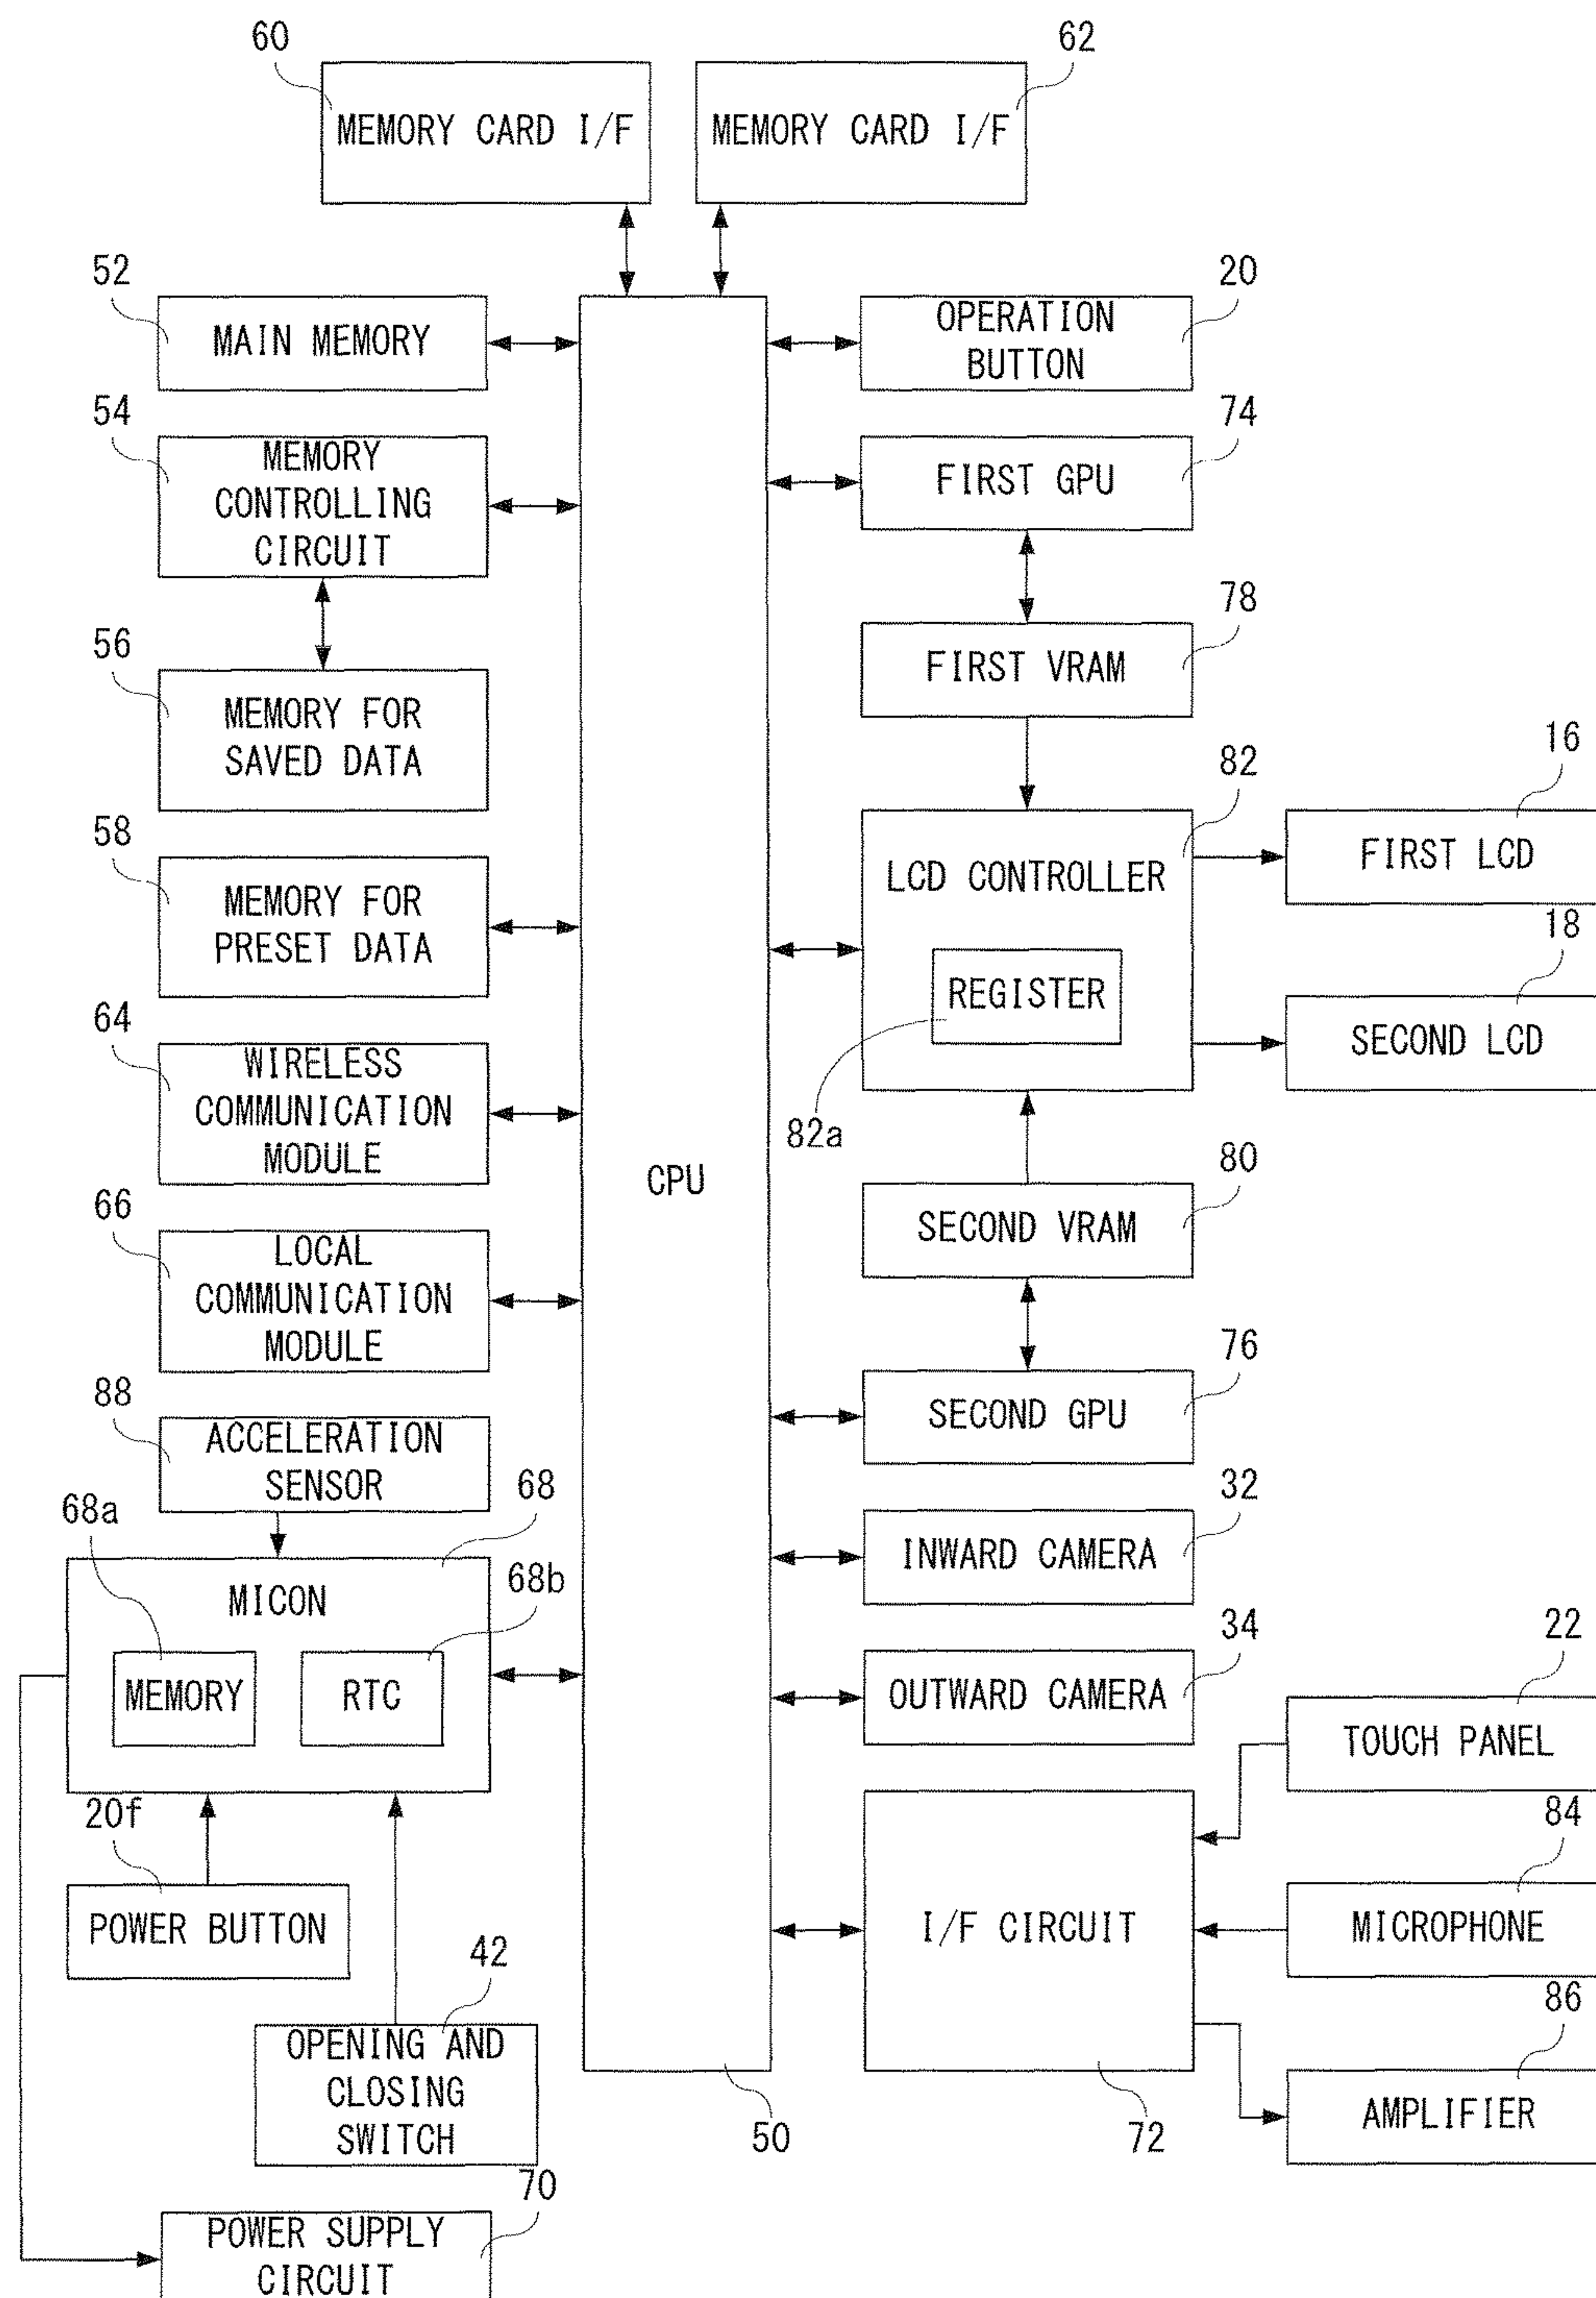 60
62
MEMORY CARD I/F
MEMORY CARD I/F
52
MAIN MEMORY
20
OPERATION
BUTTON
54
MEMORY
CONTROLLING
CIRCUIT
74
FIRST GPU
56
MEMORY FOR
SAVED DATA
78
FIRST VRAM
58
MEMORY FOR
PRESET DATA
82
LCD CONTROLLER
REGISTER
82a
16
FIRST LCD
18
SECOND LCD
64
WIRELESS
COMMUNICATION
MODULE
CPU
50
80
SECOND VRAM
66
LOCAL
COMMUNICATION
MODULE
76
SECOND GPU
88
ACCELERATION
SENSOR
68
68a
68b
MICON
MEMORY
RTC
32
INWARD CAMERA
34
OUTWARD CAMERA
22
TOUCH PANEL
20f
POWER BUTTON
84
MICROPHONE
I/F CIRCUIT
72
42
OPENING AND
CLOSING
SWITCH
86
AMPLIFIER
70
POWER SUPPLY
CIRCUIT